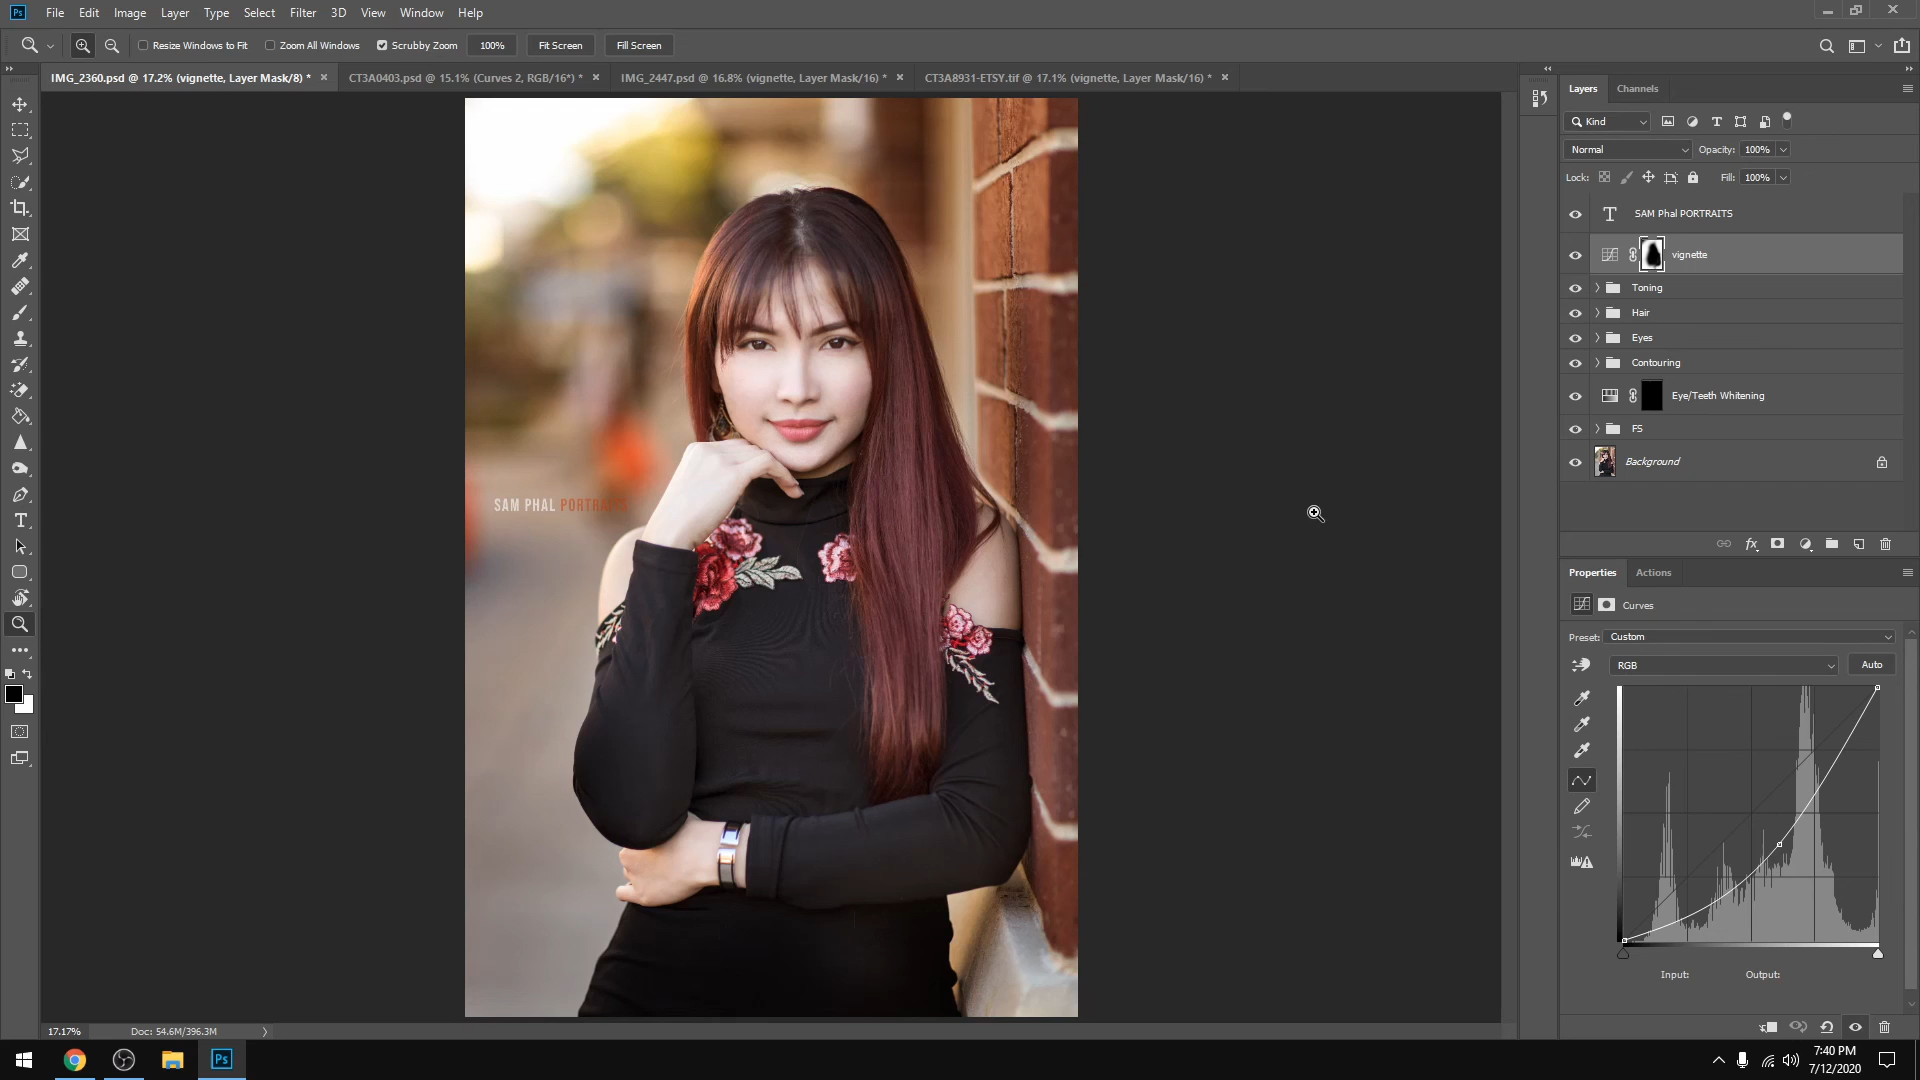 Ps File Edit Image Layer Type Select Filter 3D View Window Help
Resize Windows to Fit Zoom All Windows Scrubby Zoom 100% Fit Screen Fill Screen
IMG_2360.psd @ 17.2% (vignette, Layer Mask/8) * × CT3A0403.psd @ 15.1% (Curves 2, RGB/16*) * × IMG_2447.psd @ 16.8% (vignette, Layer Mask/16) * × CT3A8931-ETSY.tif @ 17.1% (vignette, Layer Mask/16) * ×
Layers Channels
Kind
Normal Opacity: 100%
Lock: Fill: 100%
SAM Phal PORTRAITS
vignette
Toning
Hair
Eyes
Contouring
Eye/Teeth Whitening
FS
Background
SAM PHAL PORTRAITS
fx
Properties Actions
Curves
Preset: Custom
RGB Auto
Input: Output:
17.17% Doc: 54.6M/396.3M
Ps
7:40 PM
7/12/2020